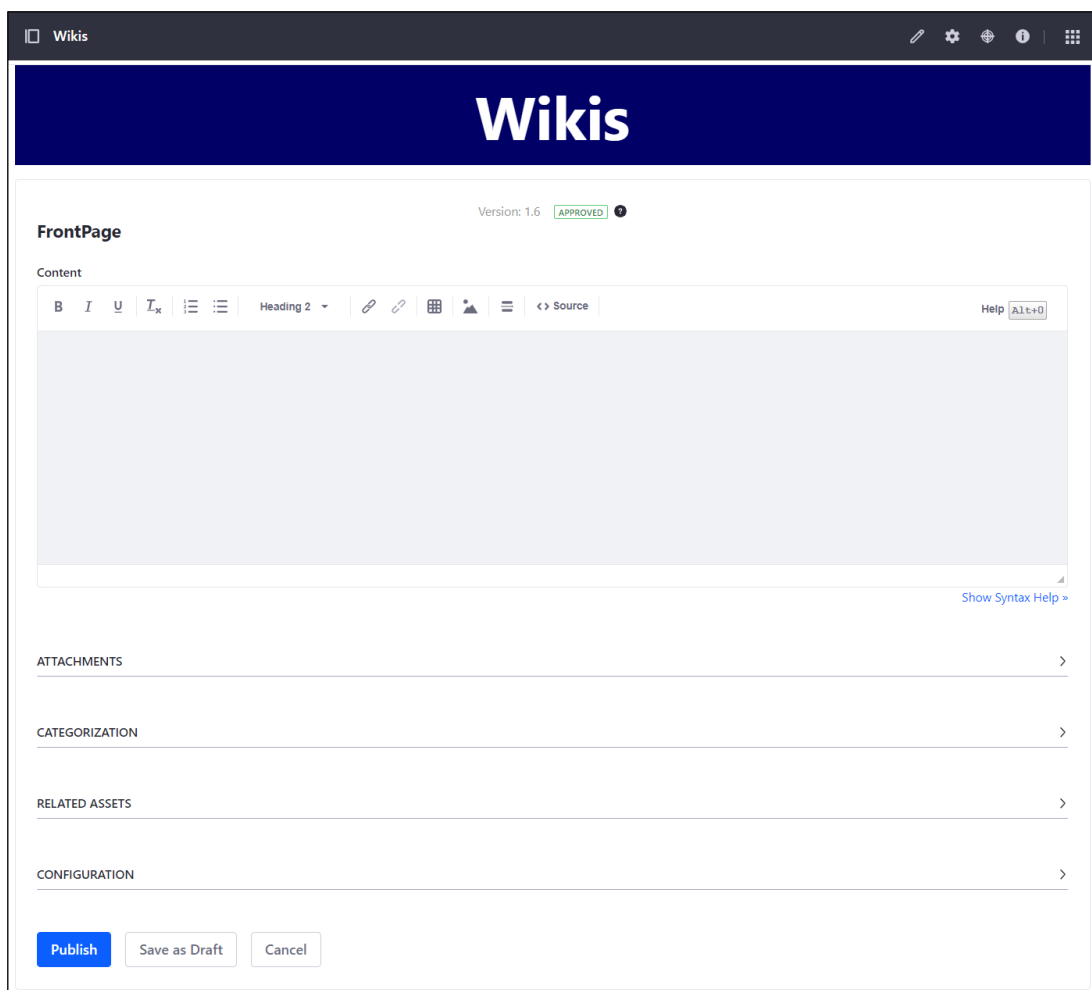 Wikis
Wikis
Version: 1.6 APPROVED ?
FrontPage
Content
B I U Tx Heading 2 <> Source Help Alt+0
Show Syntax Help »
ATTACHMENTS
CATEGORIZATION
RELATED ASSETS
CONFIGURATION
Publish Save as Draft Cancel